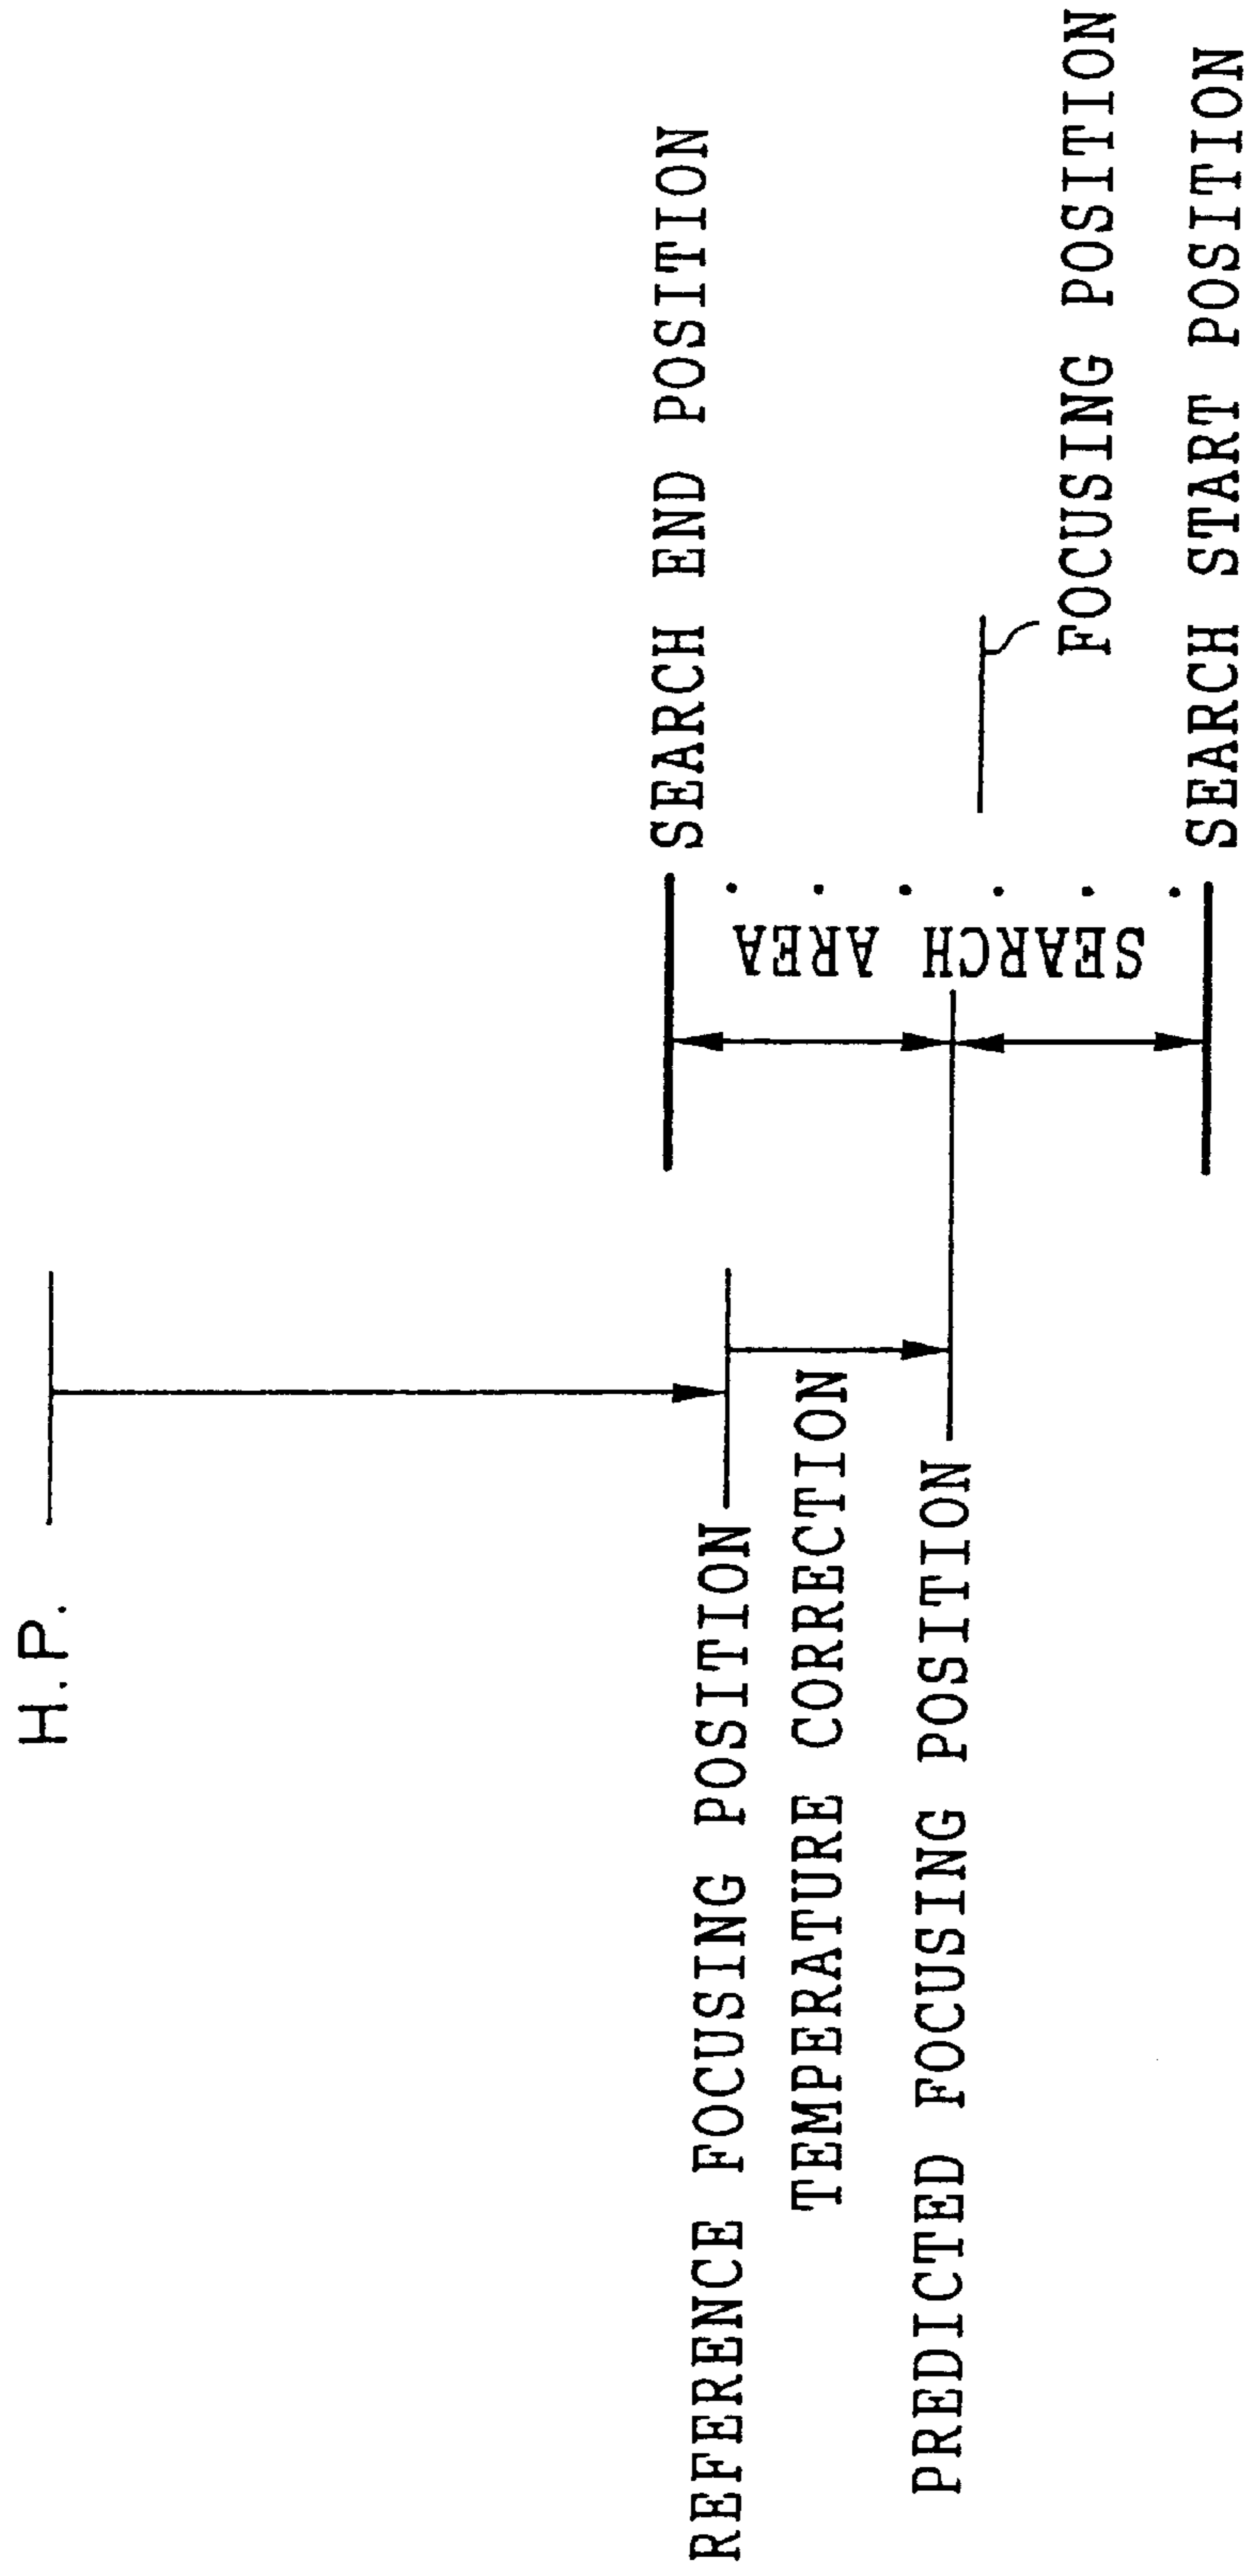 H.P.
SEARCH END POSITION
REFERENCE FOCUSING POSITION
TEMPERATURE CORRECTION
SEARCH AREA
PREDICTED FOCUSING POSITION
FOCUSING POSITION
SEARCH START POSITION